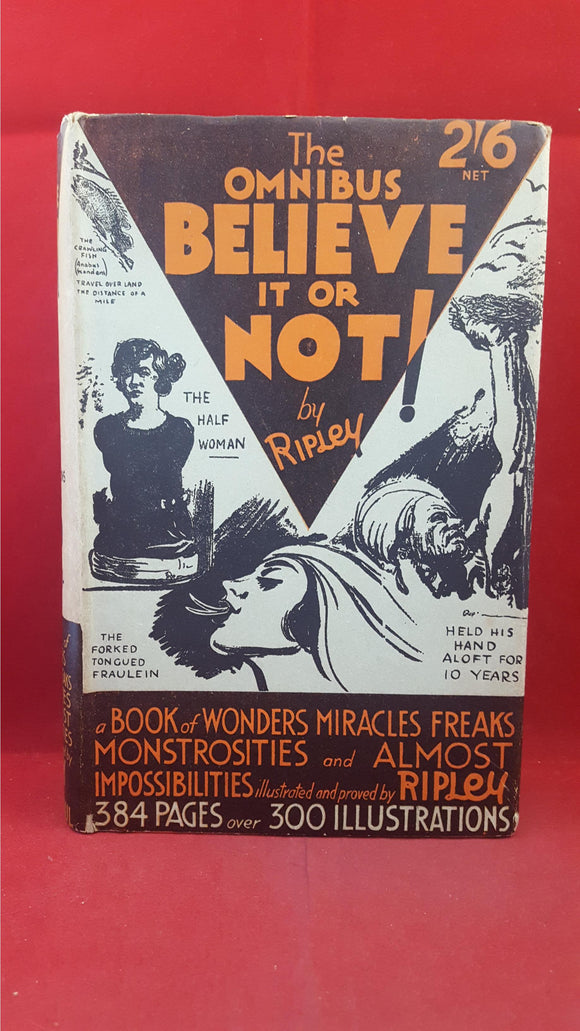 The
OMNIBUS
BELIEVE
IT OR
NOT!
by
RIPLEY
2'6
NET
THE
CRAWLING
FISH
TRAVEL OVER LAND
THE DISTANCE OF A
MILE
THE
HALF
WOMAN
THE
FORKED
TONGUED
FRAULEIN
HELD HIS
HAND
ALOFT FOR
10 YEARS
a BOOK of WONDERS MIRACLES FREAKS
MONSTROSITIES and ALMOST
IMPOSSIBILITIES illustrated and proved by RIPLEY
384 PAGES over 300 ILLUSTRATIONS